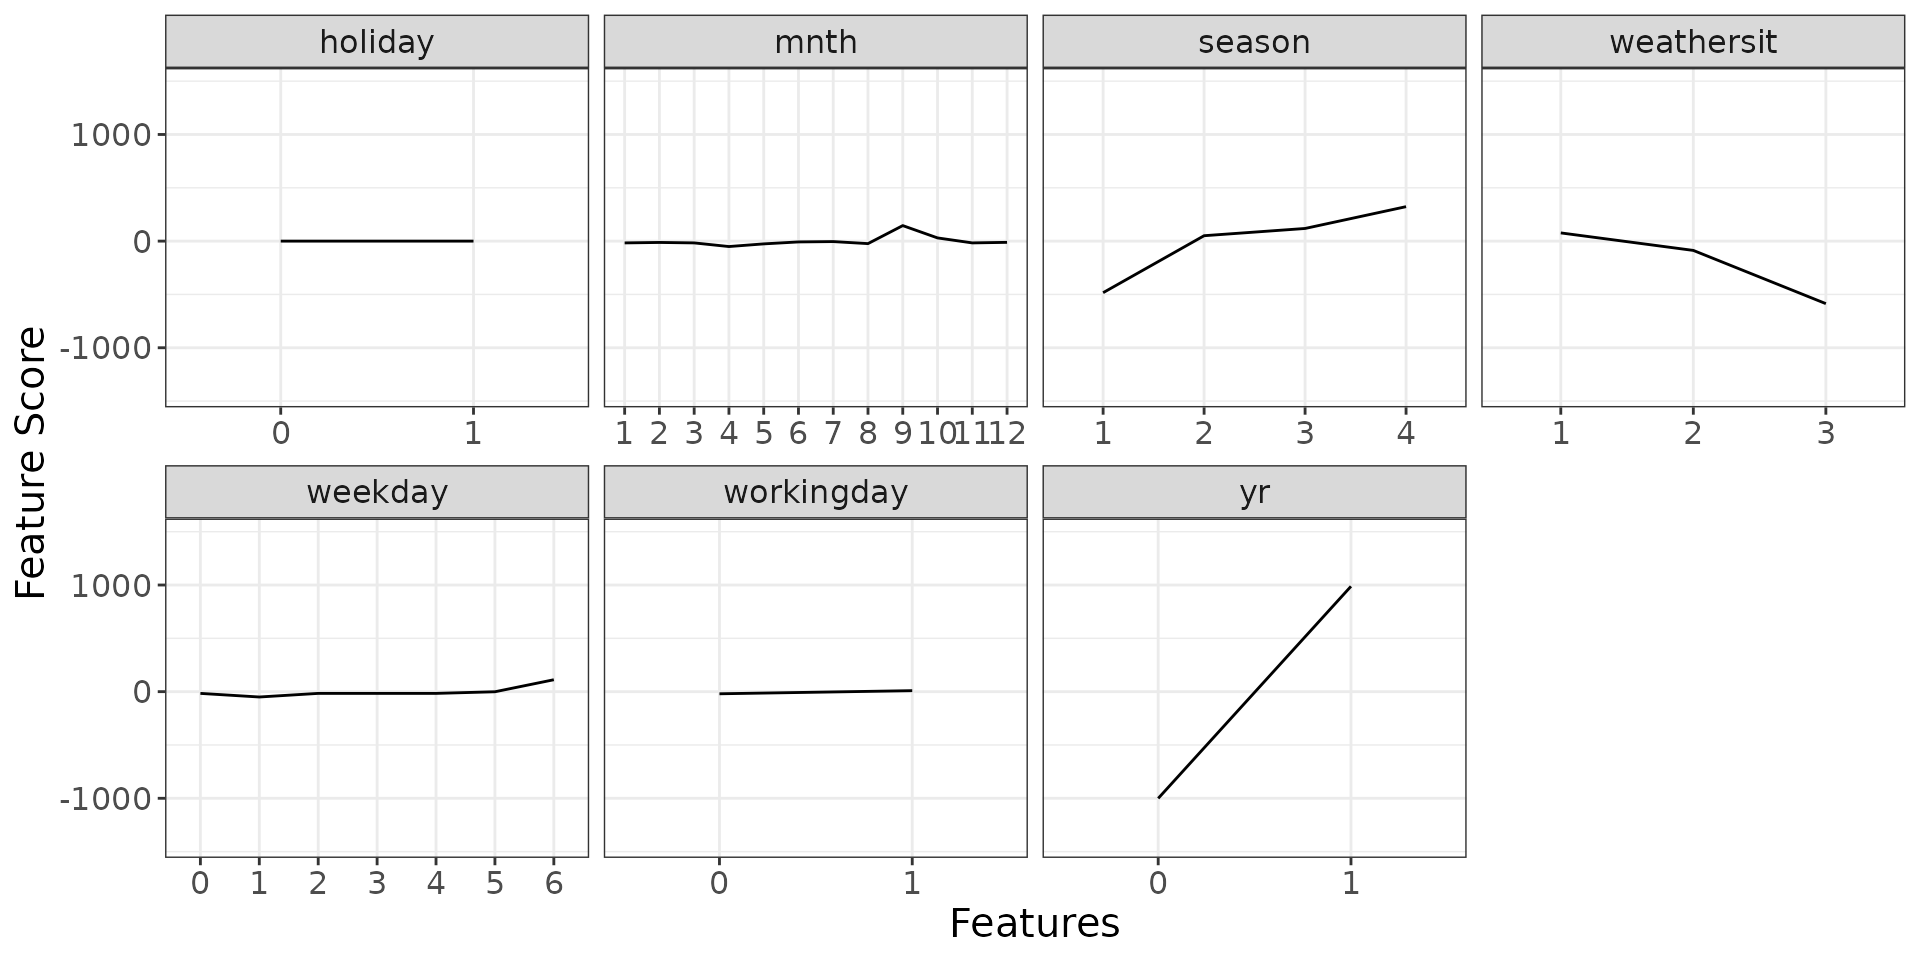 holiday mnth season weathersit
1000
0
-1000
0 1 1 2 3 4 5 6 7 8 9 10 11 12 1 2 3 4 1 2 3
weekday workingday yr
1000
0
-1000
0 1 2 3 4 5 6 0 1 0 1
Feature Score
Features